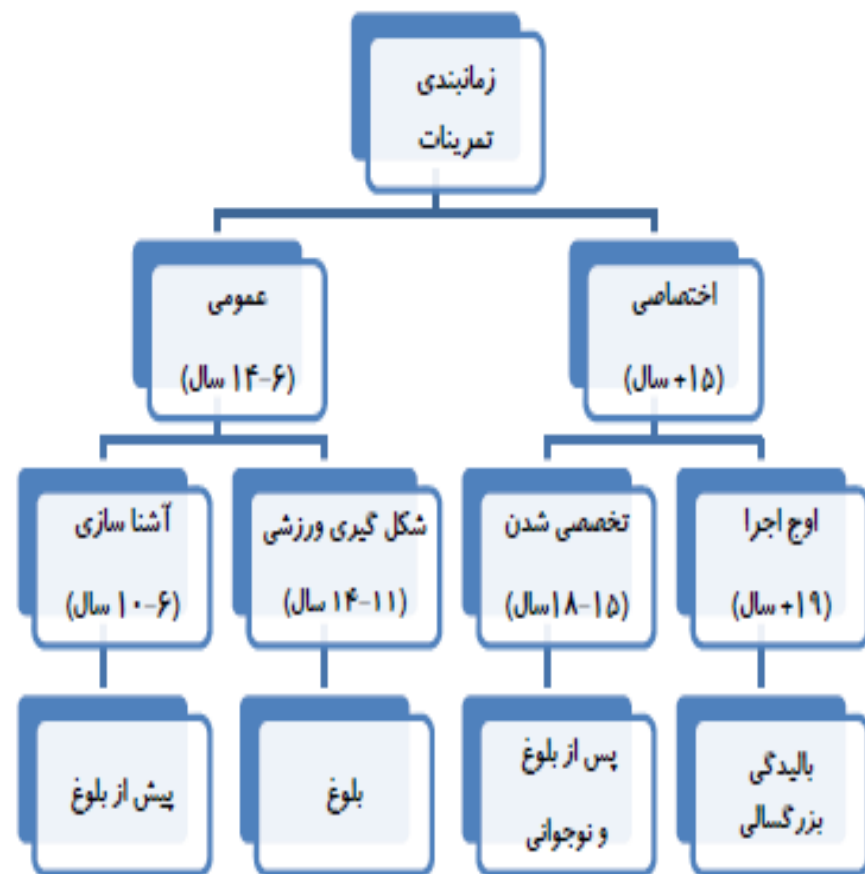 زمانبندی
تمرینات
اختصاصی
(۱۵+ سال)
عمومی
(۶-۱۴ سال)
اوج اجرا
(۱۹+ سال)
تخصصی شدن
(۱۵-۱۸سال)
شکل گیری ورزشی
(۱۱-۱۴ سال)
آشنا سازی
(۶-۱۰ سال)
بالیدگی
بزرگسالی
پس از بلوغ
و نوجوانی
بلوغ
پیش از بلوغ